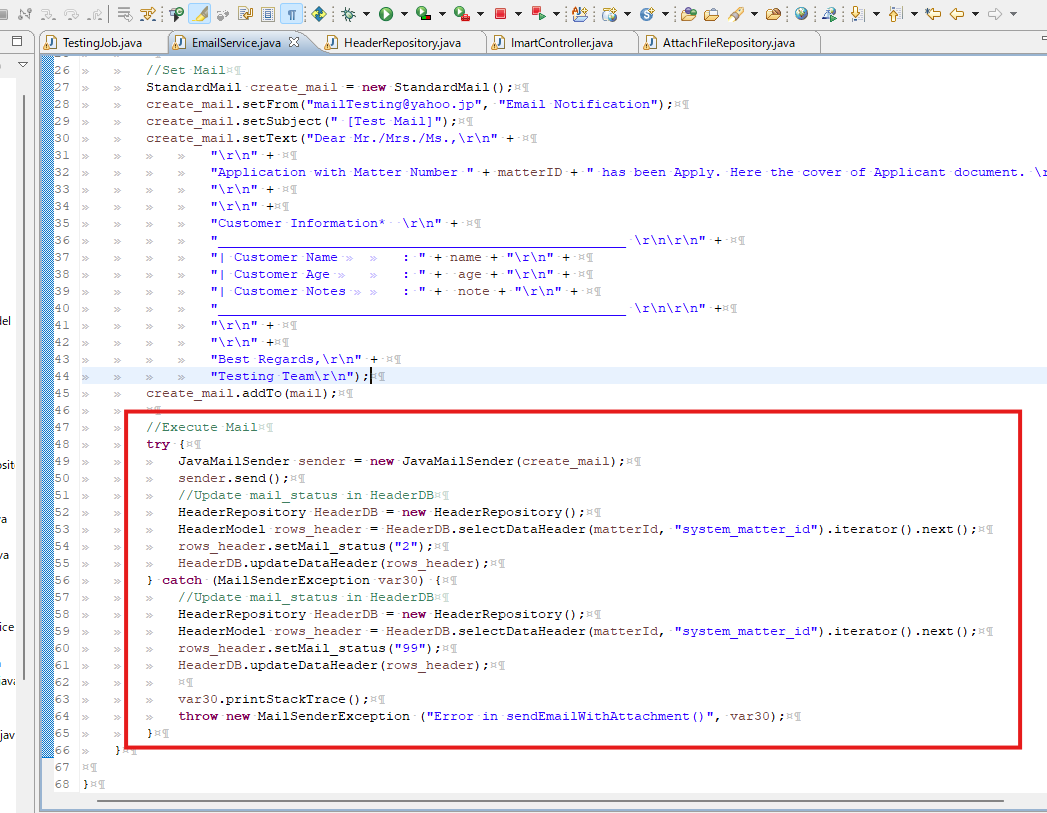 TestingJob.java
EmailService.java
HeaderRepository.java
ImartController.java
AttachFileRepository.java
26 //Set Mail
27 StandardMail create_mail = new StandardMail();
28 create_mail.setFrom("mailTesting@yahoo.jp", "Email Notification");
29 create_mail.setSubject(" [Test Mail]");
30 create_mail.setText("Dear Mr./Mrs./Ms.,\r\n" +
31 "\r\n" +
32 "Application with Matter Number " + matterID + " has been Apply. Here the cover of Applicant document. \r
33 "\r\n" +
34 "\r\n" +
35 "Customer Information*  \r\n" +
36 "___________________________________________________ \r\n\r\n" +
37 "| Customer Name : " + name + "\r\n" +
38 "| Customer Age : " +  age + "\r\n" +
39 "| Customer Notes : " +  note + "\r\n" +
40 "___________________________________________________ \r\n\r\n" +
41 "\r\n" +
42 "\r\n" +
43 "Best Regards,\r\n" +
44 "Testing Team\r\n");
45 create_mail.addTo(mail);
46
47 //Execute Mail
48 try {
49 JavaMailSender sender = new JavaMailSender(create_mail);
50 sender.send();
51 //Update mail_status in HeaderDB
52 HeaderRepository HeaderDB = new HeaderRepository();
53 HeaderModel rows_header = HeaderDB.selectDataHeader(matterId, "system_matter_id").iterator().next();
54 rows_header.setMail_status("2");
55 HeaderDB.updateDataHeader(rows_header);
56 } catch (MailSenderException var30) {
57 //Update mail_status in HeaderDB
58 HeaderRepository HeaderDB = new HeaderRepository();
59 HeaderModel rows_header = HeaderDB.selectDataHeader(matterId, "system_matter_id").iterator().next();
60 rows_header.setMail_status("99");
61 HeaderDB.updateDataHeader(rows_header);
62
63 var30.printStackTrace();
64 throw new MailSenderException ("Error in sendEmailWithAttachment()", var30);
65 }
66 }
67
68 }